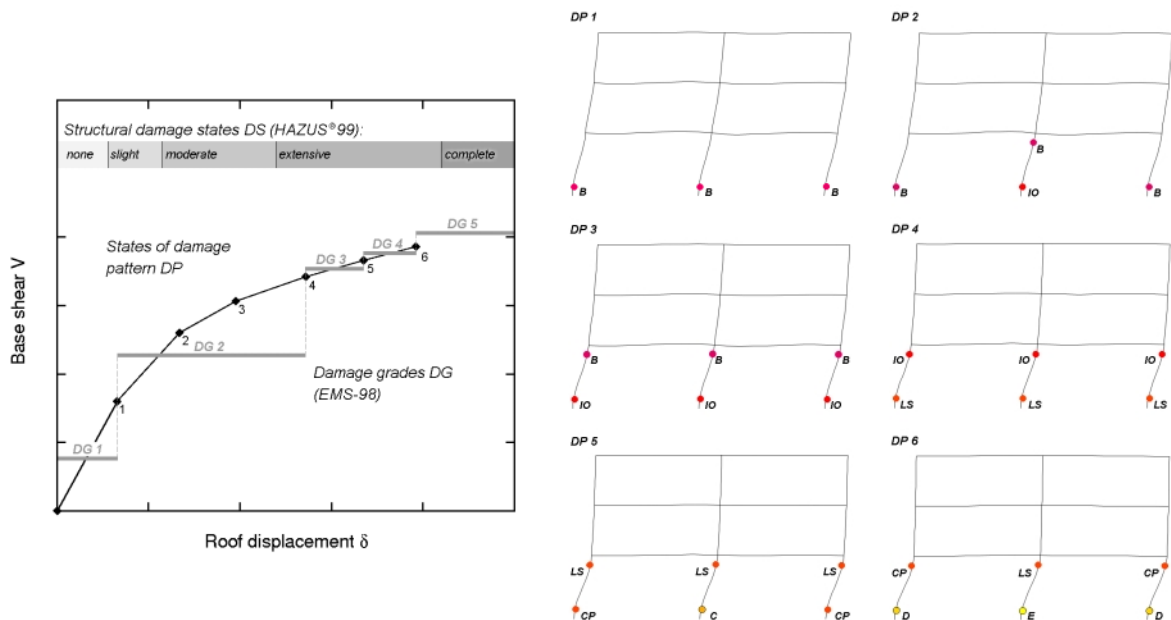 Structural damage states DS (HAZUS®99):
none slight moderate extensive complete
DG 5
DG 4
DG 3
States of damage
pattern DP
6
5
4
3
2
DG 2
Damage grades DG
(EMS-98)
1
DG 1
Base shear V
Roof displacement δ
DP 1
B B B
DP 2
B
B IO B
DP 3
B B B
IO IO IO
DP 4
IO IO IO
LS LS LS
DP 5
LS LS
CP C CP
DP 6
CP LS CP
D E D